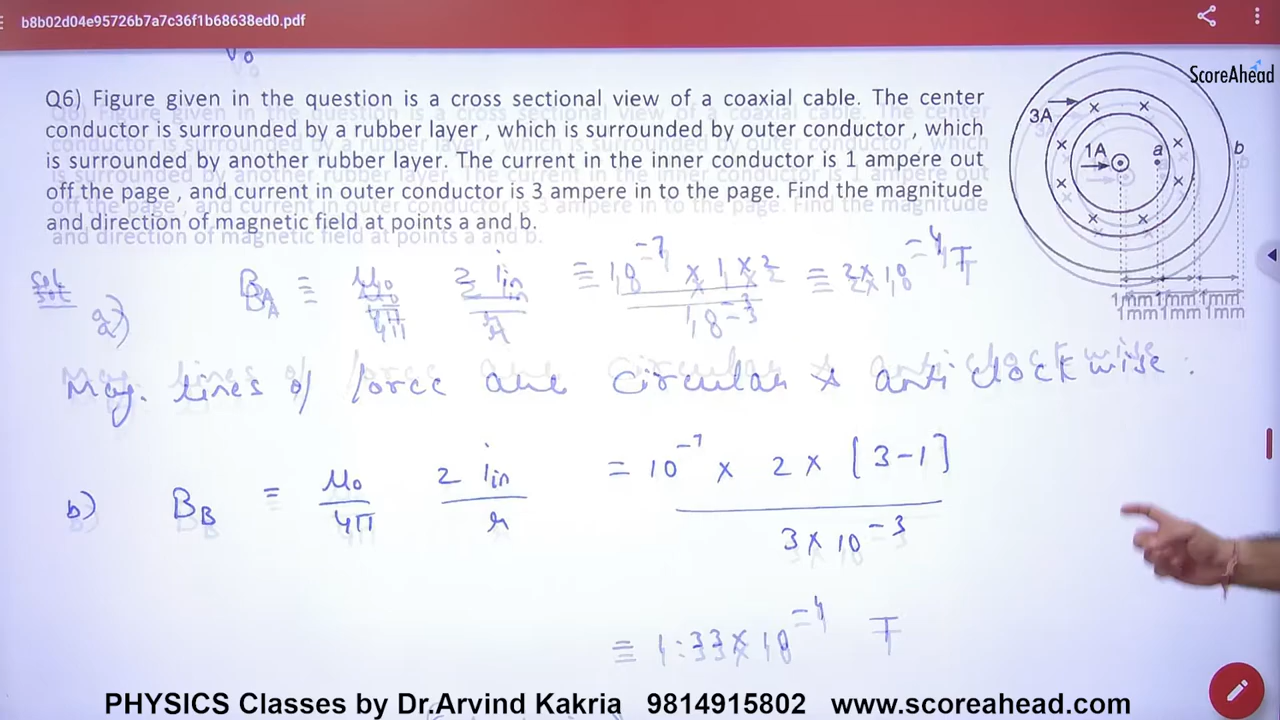 b8b02d04e95726b7a7c36f1b68638ed0.pdf
ScoreAhead
Q6) Figure given in the question is a cross sectional view of a coaxial cable. The center
conductor is surrounded by a rubber layer , which is surrounded by outer conductor , which
is surrounded by another rubber layer. The current in the inner conductor is 1 ampere out
off the page , and current in outer conductor is 3 ampere in to the page. Find the magnitude
and direction of magnetic field at points a and b.
3A
1A
a
b
1mm 1mm 1mm
Sol
a) B_A = μ₀/4π 2 i_in/r = 10⁻⁷ × 1 × 2 / 10⁻³ = 2×10⁻⁴ T
Mag. lines of force are circular & anticlockwise.
b) B_B = μ₀/4π 2 i_in/r = 10⁻⁷ × 2 × [3-1] / 3×10⁻³
= 1.33×10⁻⁴ T
PHYSICS Classes by Dr.Arvind Kakria 9814915802 www.scoreahead.com